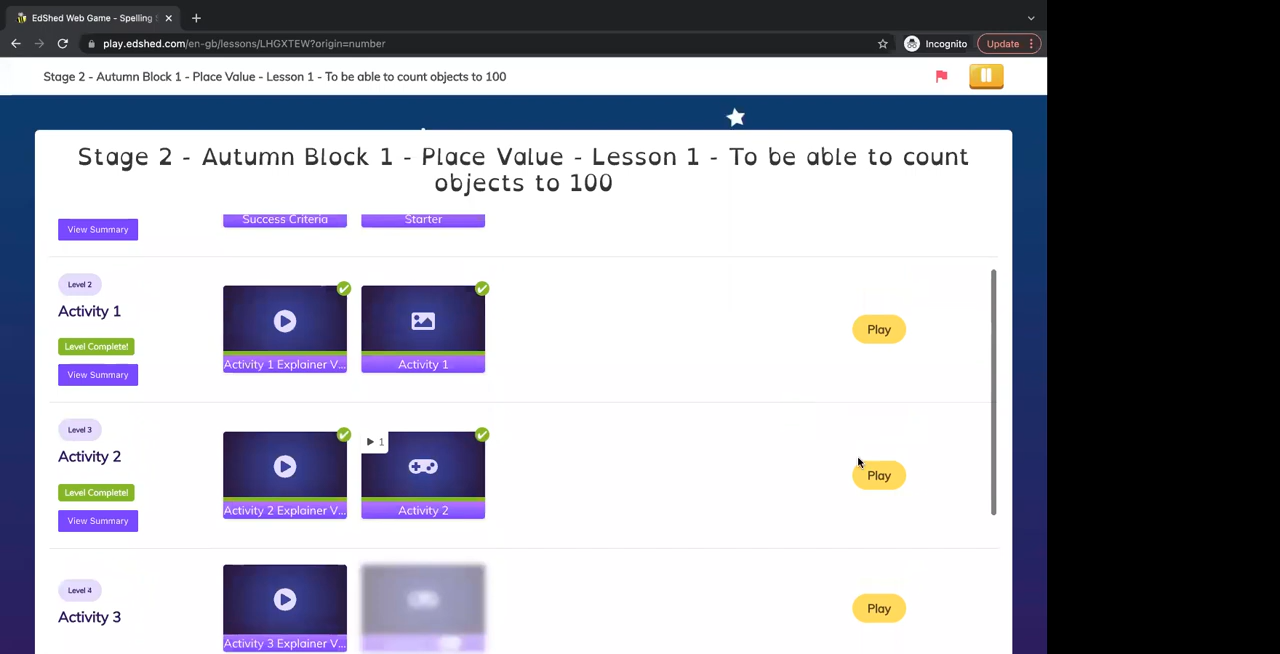 EdShed Web Game - Spelling
play.edshed.com/en-gb/lessons/LHGXTEW?origin=number
Incognito
Update
Stage 2 - Autumn Block 1 - Place Value - Lesson 1 - To be able to count objects to 100
Stage 2 - Autumn Block 1 - Place Value - Lesson 1 - To be able to count
objects to 100
View Summary
Success Criteria
Starter
Level 2
Activity 1
Level Complete!
View Summary
Activity 1 Explainer V...
Activity 1
Play
Level 3
Activity 2
Level Complete!
View Summary
Activity 2 Explainer V...
1
Activity 2
Play
Level 4
Activity 3
Activity 3 Explainer V...
Play